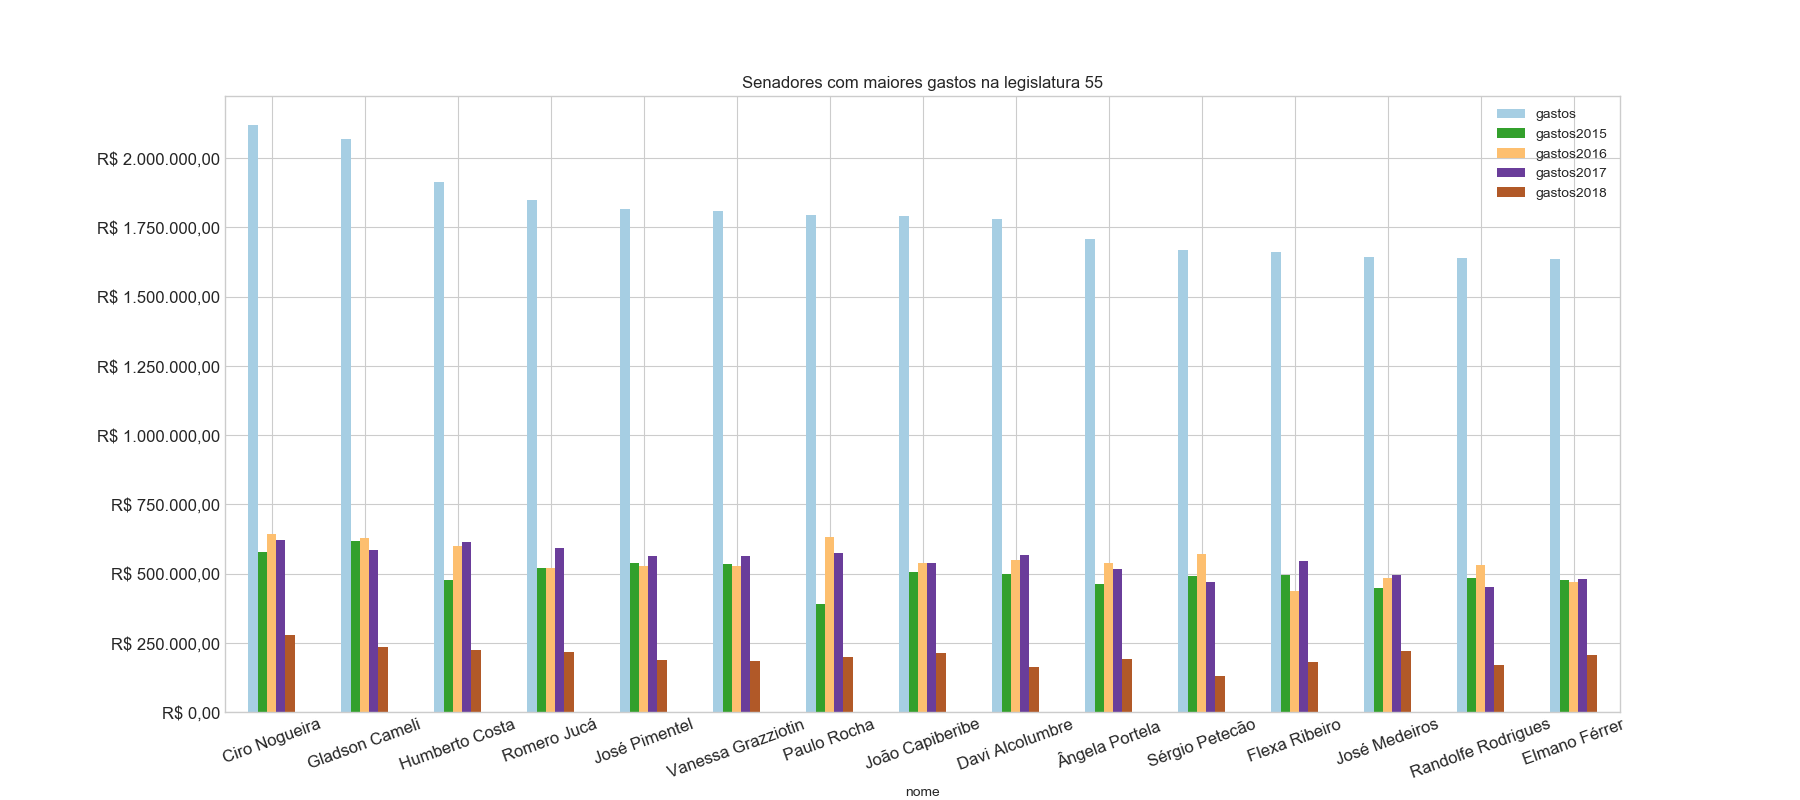 Senadores com maiores gastos na legislatura 55
gastos
gastos2015
gastos2016
gastos2017
gastos2018
R$ 2.000.000,00
R$ 1.750.000,00
R$ 1.500.000,00
R$ 1.250.000,00
R$ 1.000.000,00
R$ 750.000,00
R$ 500.000,00
R$ 250.000,00
R$ 0,00
Ciro Nogueira
Gladson Cameli
Humberto Costa
Romero Jucá
José Pimentel
Vanessa Grazziotin
Paulo Rocha
João Capiberibe
Davi Alcolumbre
Ângela Portela
Sérgio Petecão
Flexa Ribeiro
José Medeiros
Randolfe Rodrigues
Elmano Férrer
nome